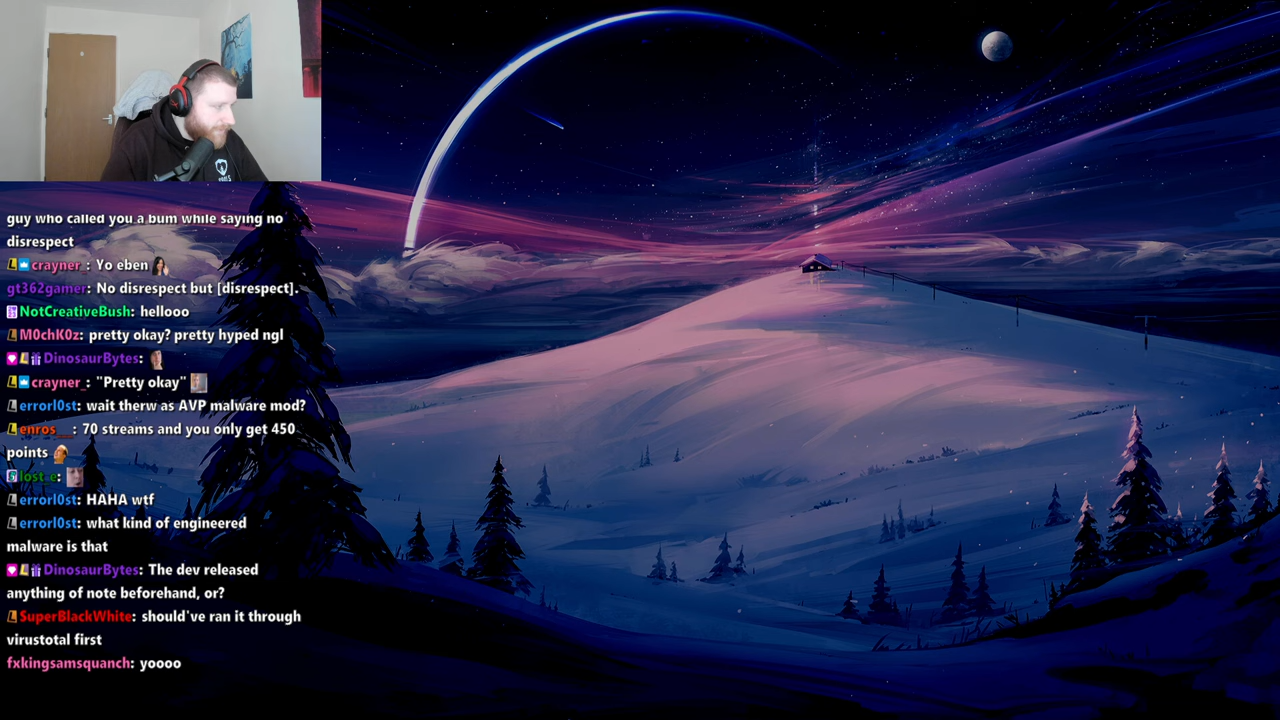 guy who called you a bum while saying no
disrespect
crayner_: Yo eben
gt362gamer: No disrespect but [disrespect].
NotCreativeBush: hellooo
M0chK0z: pretty okay? pretty hyped ngl
DinosaurBytes:
crayner_: "Pretty okay"
errorl0st: wait therw as AVP malware mod?
enros__: 70 streams and you only get 450
points
lost_e:
errorl0st: HAHA wtf
errorl0st: what kind of engineered
malware is that
DinosaurBytes: The dev released
anything of note beforehand, or?
SuperBlackWhite: should've ran it through
virustotal first
fxkingsamsquanch: yoooo